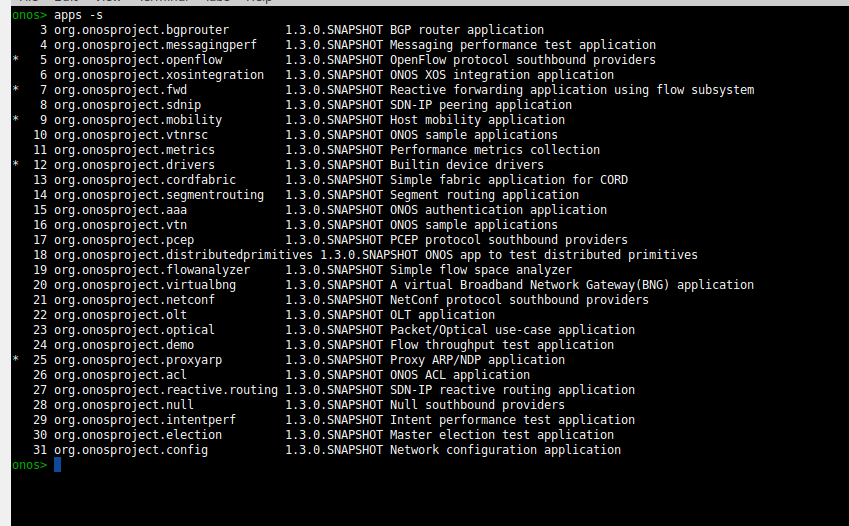 onos> apps -s
3 org.onosproject.bgprouter 1.3.0.SNAPSHOT BGP router application
4 org.onosproject.messagingperf 1.3.0.SNAPSHOT Messaging performance test application
* 5 org.onosproject.openflow 1.3.0.SNAPSHOT OpenFlow protocol southbound providers
6 org.onosproject.xosintegration 1.3.0.SNAPSHOT ONOS XOS integration application
* 7 org.onosproject.fwd 1.3.0.SNAPSHOT Reactive forwarding application using flow subsystem
8 org.onosproject.sdnip 1.3.0.SNAPSHOT SDN-IP peering application
* 9 org.onosproject.mobility 1.3.0.SNAPSHOT Host mobility application
10 org.onosproject.vtnrsc 1.3.0.SNAPSHOT ONOS sample applications
11 org.onosproject.metrics 1.3.0.SNAPSHOT Performance metrics collection
* 12 org.onosproject.drivers 1.3.0.SNAPSHOT Builtin device drivers
13 org.onosproject.cordfabric 1.3.0.SNAPSHOT Simple fabric application for CORD
14 org.onosproject.segmentrouting 1.3.0.SNAPSHOT Segment routing application
15 org.onosproject.aaa 1.3.0.SNAPSHOT ONOS authentication application
16 org.onosproject.vtn 1.3.0.SNAPSHOT ONOS sample applications
17 org.onosproject.pcep 1.3.0.SNAPSHOT PCEP protocol southbound providers
18 org.onosproject.distributedprimitives 1.3.0.SNAPSHOT ONOS app to test distributed primitives
19 org.onosproject.flowanalyzer 1.3.0.SNAPSHOT Simple flow space analyzer
20 org.onosproject.virtualbng 1.3.0.SNAPSHOT A virtual Broadband Network Gateway(BNG) application
21 org.onosproject.netconf 1.3.0.SNAPSHOT NetConf protocol southbound providers
22 org.onosproject.olt 1.3.0.SNAPSHOT OLT application
23 org.onosproject.optical 1.3.0.SNAPSHOT Packet/Optical use-case application
24 org.onosproject.demo 1.3.0.SNAPSHOT Flow throughput test application
* 25 org.onosproject.proxyarp 1.3.0.SNAPSHOT Proxy ARP/NDP application
26 org.onosproject.acl 1.3.0.SNAPSHOT ONOS ACL application
27 org.onosproject.reactive.routing 1.3.0.SNAPSHOT SDN-IP reactive routing application
28 org.onosproject.null 1.3.0.SNAPSHOT Null southbound providers
29 org.onosproject.intentperf 1.3.0.SNAPSHOT Intent performance test application
30 org.onosproject.election 1.3.0.SNAPSHOT Master election test application
31 org.onosproject.config 1.3.0.SNAPSHOT Network configuration application
onos>